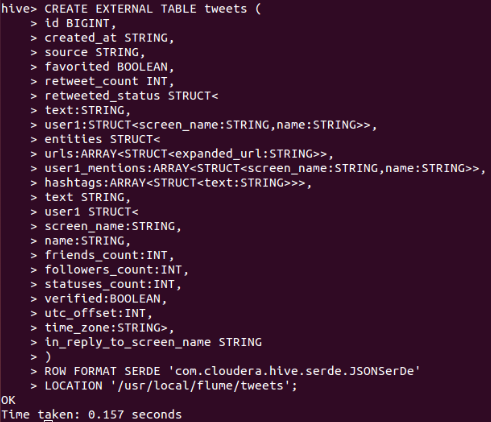 hive> CREATE EXTERNAL TABLE tweets (
> id BIGINT,
> created_at STRING,
> source STRING,
> favorited BOOLEAN,
> retweet_count INT,
> retweeted_status STRUCT<
> text:STRING,
> user1:STRUCT<screen_name:STRING,name:STRING>>,
> entities STRUCT<
> urls:ARRAY<STRUCT<expanded_url:STRING>>,
> user1_mentions:ARRAY<STRUCT<screen_name:STRING,name:STRING>>,
> hashtags:ARRAY<STRUCT<text:STRING>>>,
> text STRING,
> user1 STRUCT<
> screen_name:STRING,
> name:STRING,
> friends_count:INT,
> followers_count:INT,
> statuses_count:INT,
> verified:BOOLEAN,
> utc_offset:INT,
> time_zone:STRING>,
> in_reply_to_screen_name STRING
> )
> ROW FORMAT SERDE 'com.cloudera.hive.serde.JSONSerDe'
> LOCATION '/usr/local/flume/tweets';
OK
Time taken: 0.157 seconds